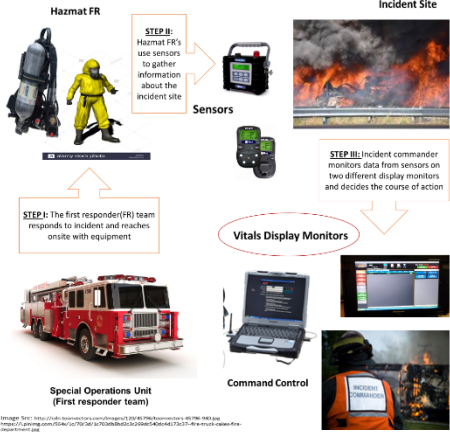 Hazmat FR
Incident Site
STEP II:
Hazmat FR's
use sensors
to gather
information
about the
incident site
Sensors
alamy stock photo
STEP III: Incident commander
monitors data from sensors on
two different display monitors
and decides the course of action
STEP I: The first responder(FR) team
responds to incident and reaches
onsite with equipment
Vitals Display Monitors
Command Control
INCIDENT
COMMANDER
Special Operations Unit
(First responder team)